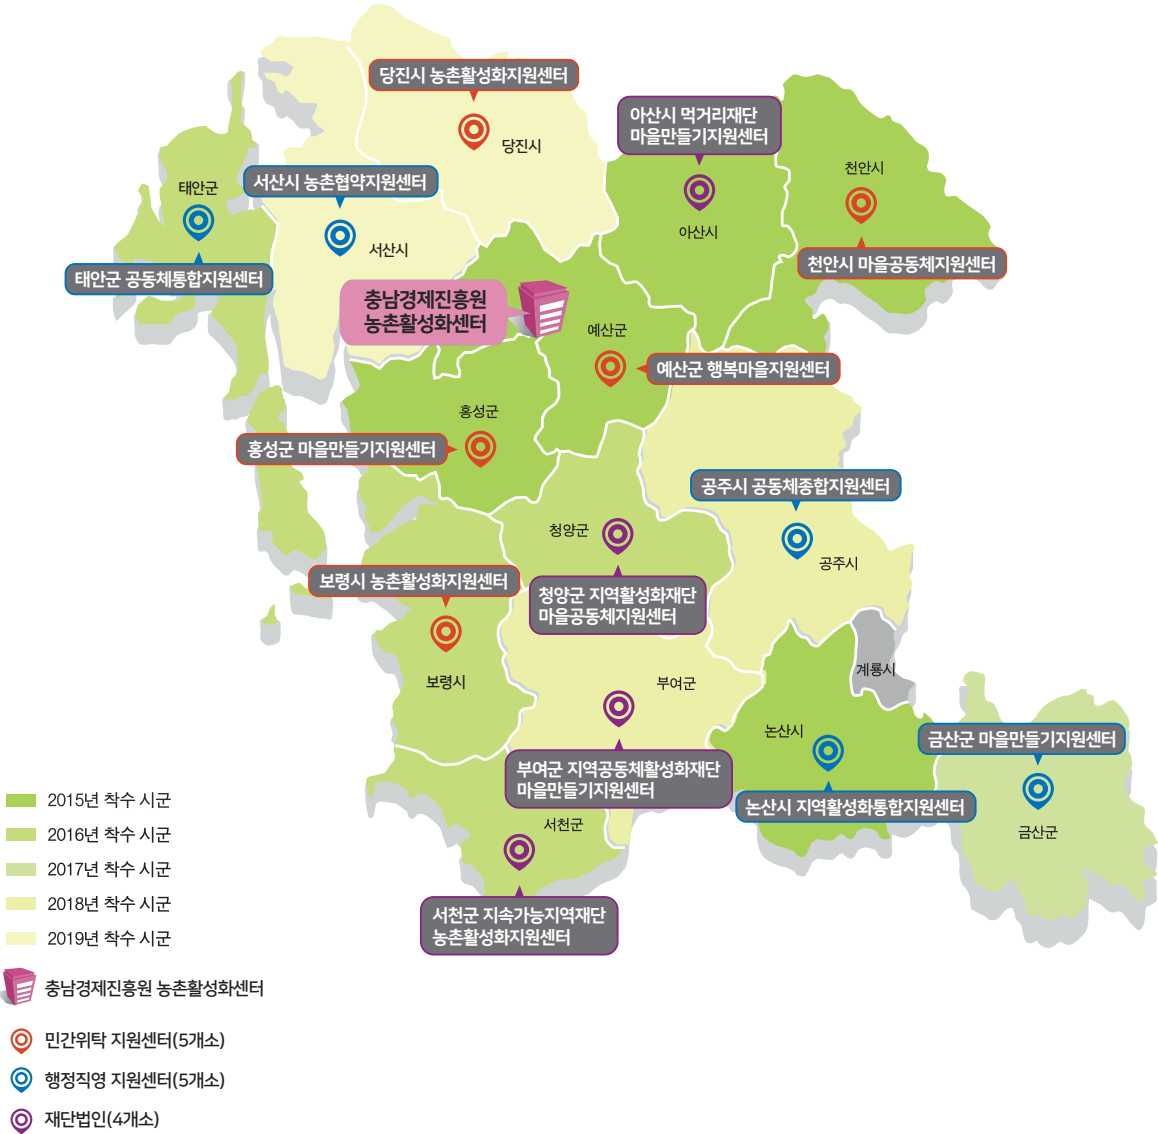 당진시 농촌활성화지원센터
당진시
아산시 먹거리재단
마을만들기지원센터
아산시
천안시
천안시 마을공동체지원센터
태안군
태안군 공동체통합지원센터
서산시 농촌협약지원센터
서산시
충남경제진흥원
농촌활성화센터
예산군
예산군 행복마을지원센터
홍성군
홍성군 마을만들기지원센터
공주시 공동체종합지원센터
공주시
청양군
청양군 지역활성화재단
마을공동체지원센터
보령시 농촌활성화지원센터
보령시
부여군
부여군 지역공동체활성화재단
마을만들기지원센터
계룡시
논산시
논산시 지역활성화통합지원센터
금산군 마을만들기지원센터
금산군
서천군
서천군 지속가능지역재단
농촌활성화지원센터
2015년 착수 시군
2016년 착수 시군
2017년 착수 시군
2018년 착수 시군
2019년 착수 시군
충남경제진흥원 농촌활성화센터
민간위탁 지원센터(5개소)
행정직영 지원센터(5개소)
재단법인(4개소)